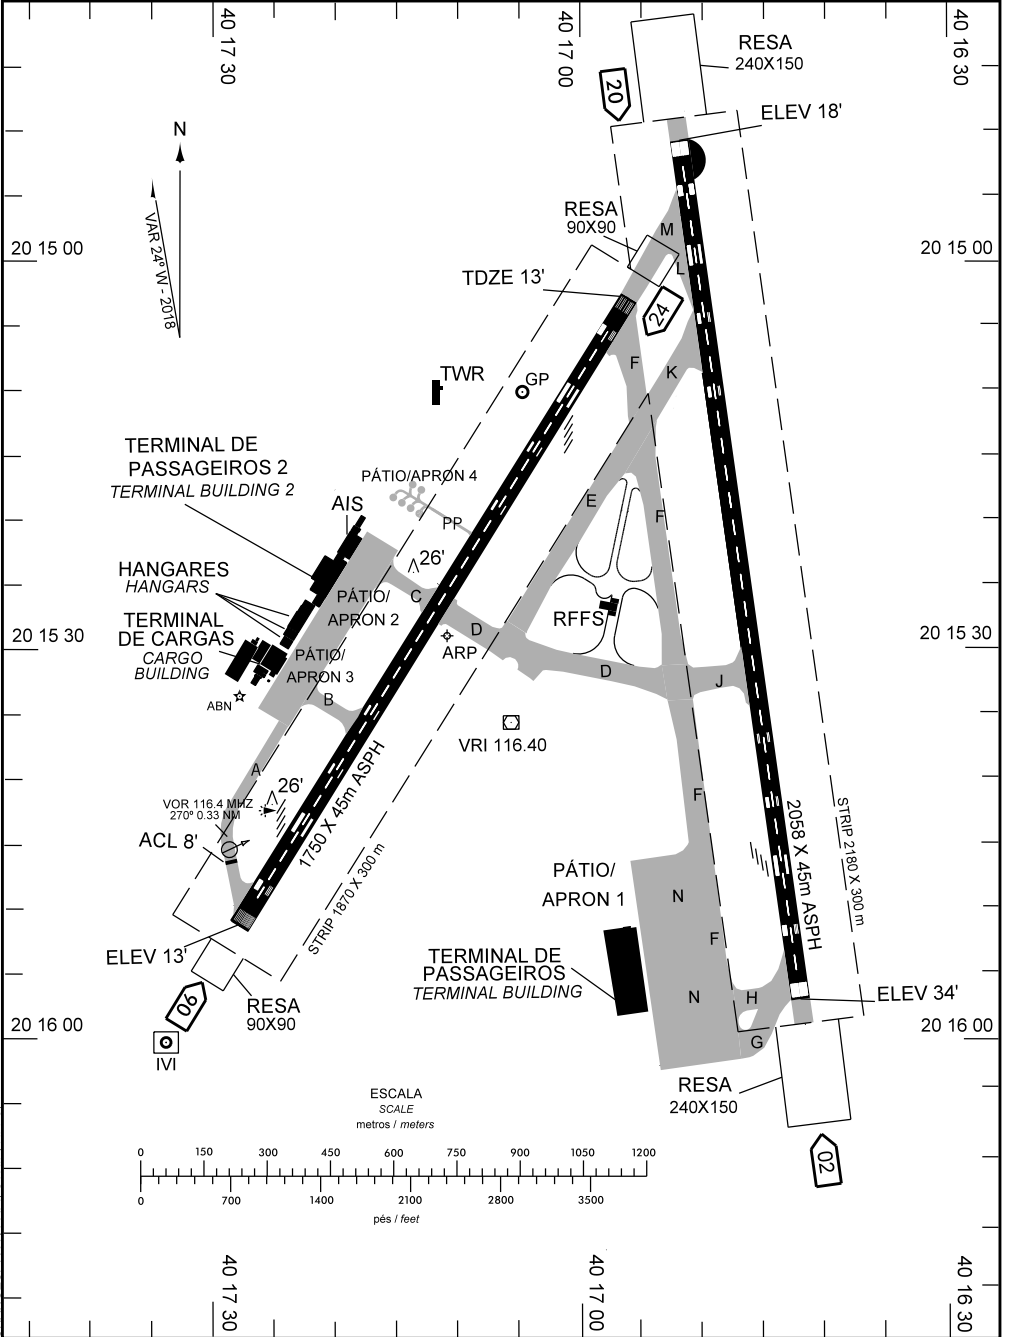 40 17 30
40 17 00
40 16 30
RESA
240X150
20
ELEV 18'
N
VAR 24º W - 2018
RESA
90X90
M
20 15 00
20 15 00
L
TDZE 13'
24
F
K
TWR
GP
TERMINAL DE
PASSAGEIROS 2
TERMINAL BUILDING 2
PÁTIO/APRON 4
AIS
PP
E
F
26'
HANGARES
HANGARS
C
PÁTIO/
APRON 2
TERMINAL
DE CARGAS
CARGO
BUILDING
RFFS
D
20 15 30
20 15 30
ARP
PÁTIO/
APRON 3
D
J
B
ABN
VRI 116.40
A
26'
F
VOR 116.4 MHZ
270º 0.33 NM
ACL 8'
1750 X 45m ASPH
STRIP 1870 X 300 m
2058 X 45m ASPH
STRIP 2180 X 300 m
PÁTIO/
APRON 1
N
F
ELEV 13'
TERMINAL DE
PASSAGEIROS
TERMINAL BUILDING
N
H
ELEV 34'
06
RESA
90X90
20 16 00
20 16 00
G
IVI
RESA
240X150
02
ESCALA
SCALE
metros / meters
0 150 300 450 600 750 900 1050 1200
0 700 1400 2100 2800 3500
pés / feet
40 17 30
40 17 00
40 16 30